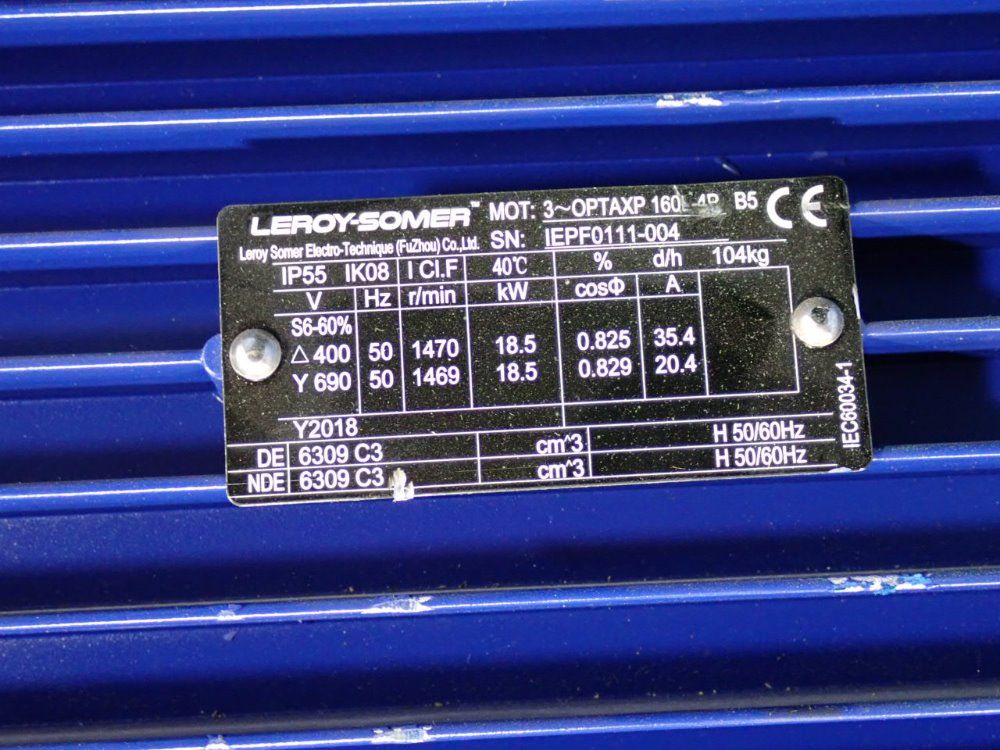 LEROY-SOMER™ MOT: 3~OPTAXP B5 CE
Leroy Somer Electro-Technique (FuZhou) Co.,Ltd. SN: IEPF0111-004
IP55 IK08 I Cl.F 40℃ % d/h 104kg
V Hz r/min kW cosΦ A
S6-60%
△ 400 50 1470 18.5 0.825 35.4
Y 690 50 1469 18.5 0.829 20.4
Y2018
DE 6309 C3 cm^3 H 50/60Hz
NDE 6309 C3 cm^3 H 50/60Hz
IEC60034-1